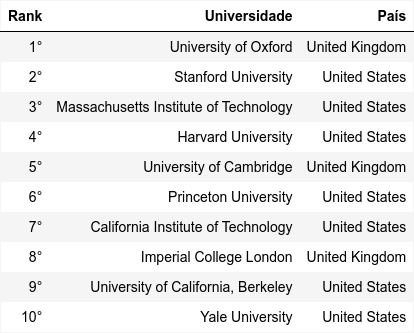 Rank Universidade País
1° University of Oxford United Kingdom
2° Stanford University United States
3° Massachusetts Institute of Technology United States
4° Harvard University United States
5° University of Cambridge United Kingdom
6° Princeton University United States
7° California Institute of Technology United States
8° Imperial College London United Kingdom
9° University of California, Berkeley United States
10° Yale University United States